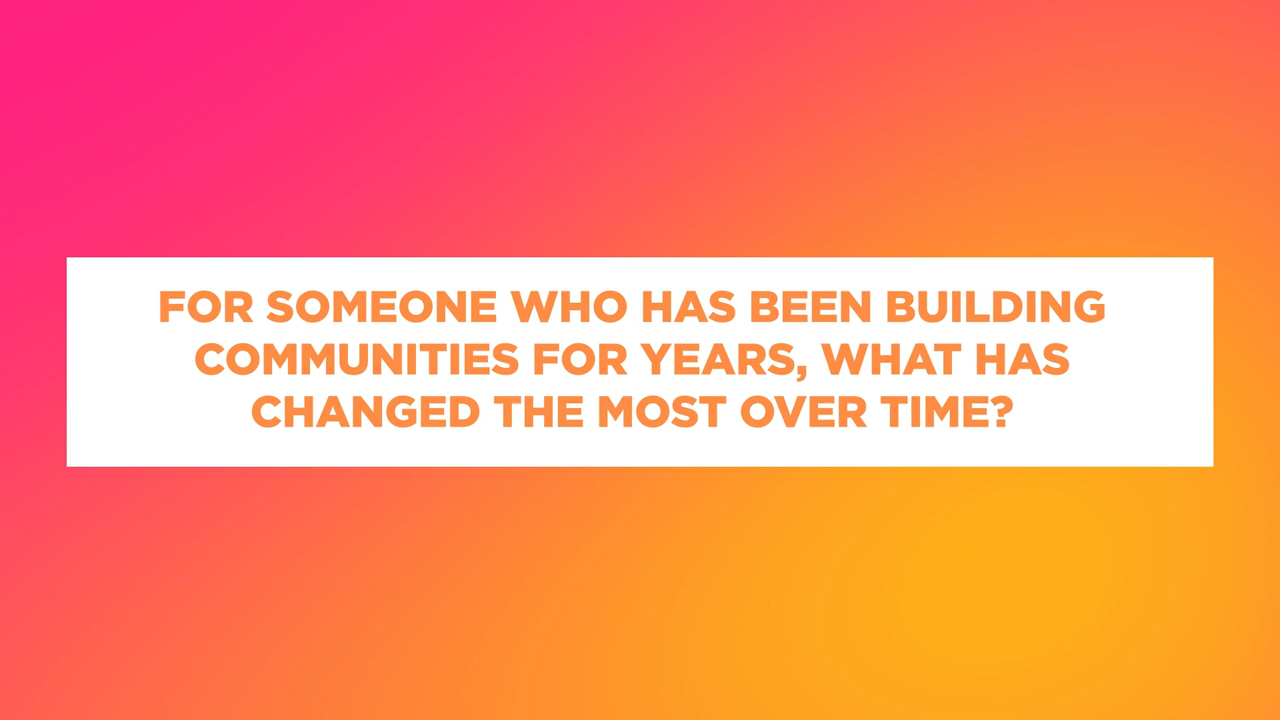 FOR SOMEONE WHO HAS BEEN BUILDING
COMMUNITIES FOR YEARS, WHAT HAS
CHANGED THE MOST OVER TIME?